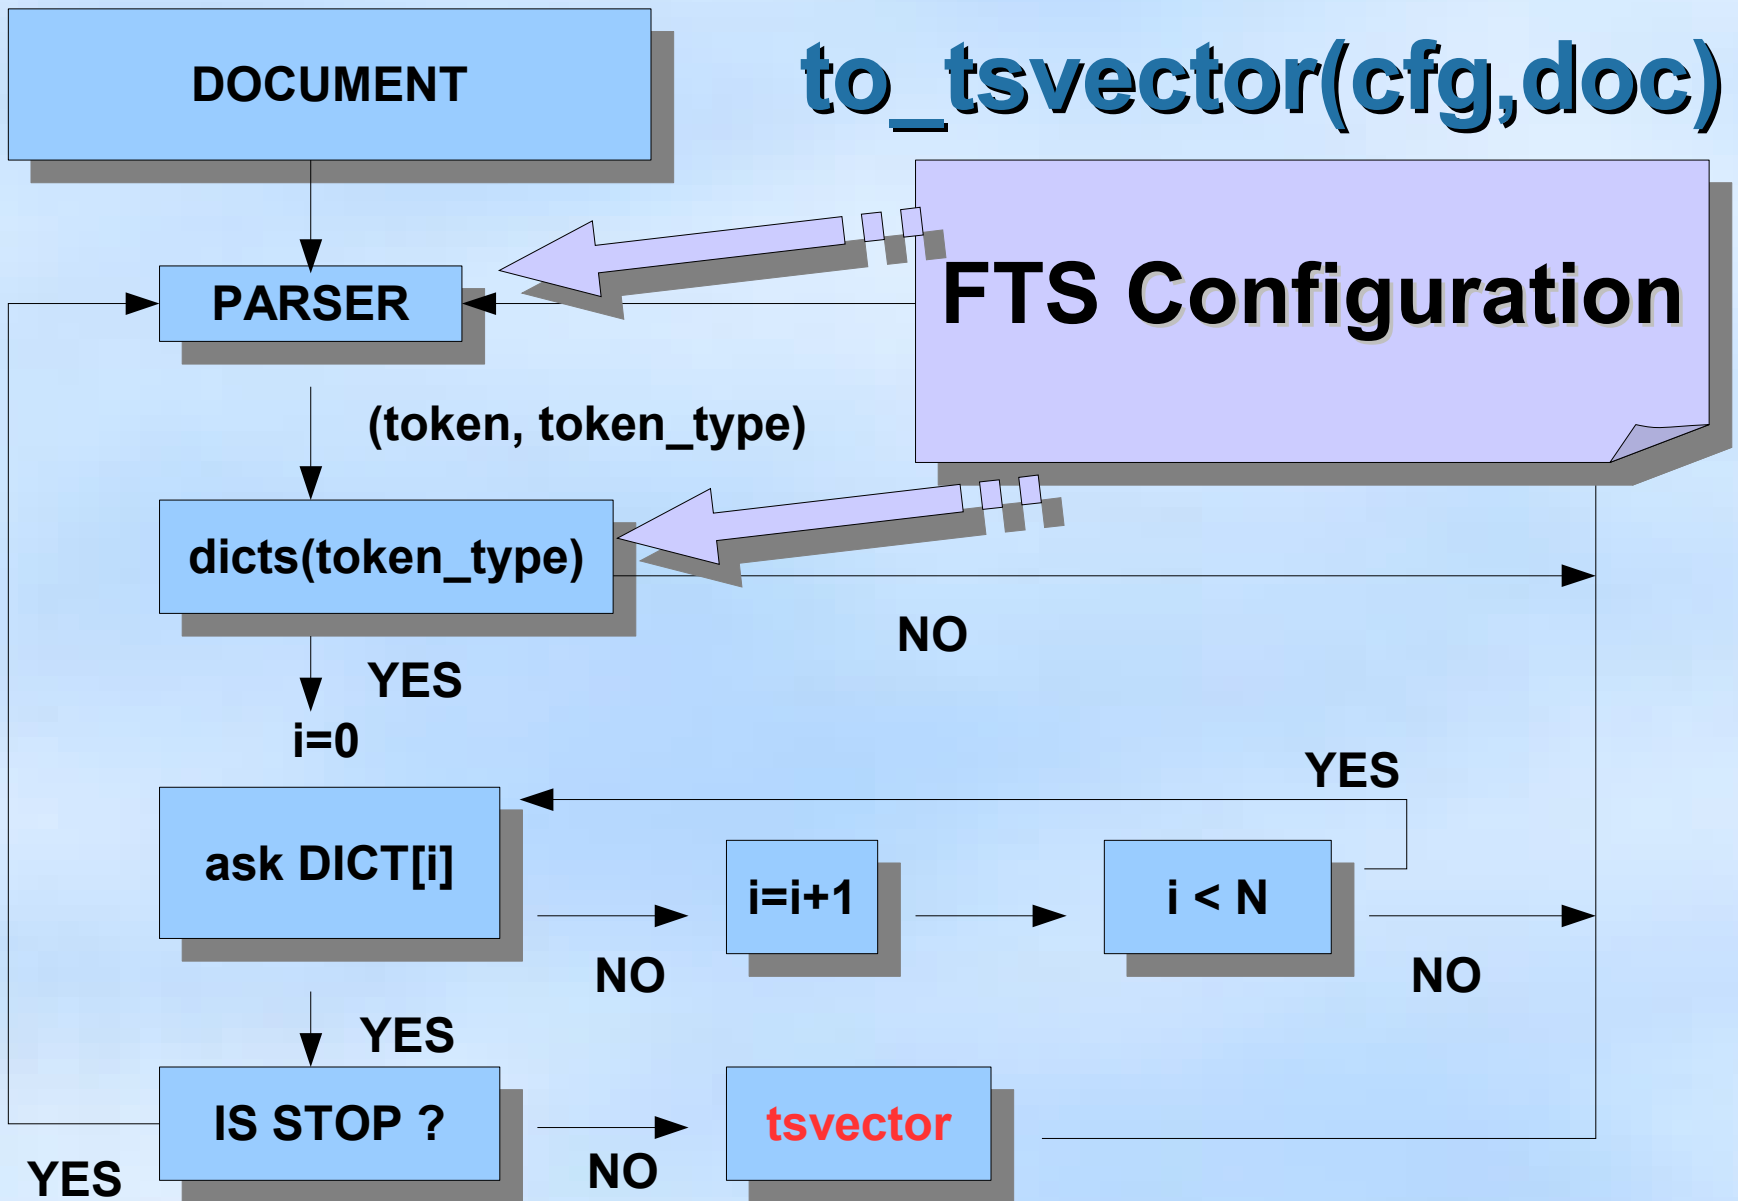 DOCUMENT
to_tsvector(cfg,doc)
FTS Configuration
PARSER
(token, token_type)
dicts(token_type)
NO
YES
i=0
YES
ask DICT[i]
i=i+1
i < N
NO
NO
YES
IS STOP ?
tsvector
NO
YES